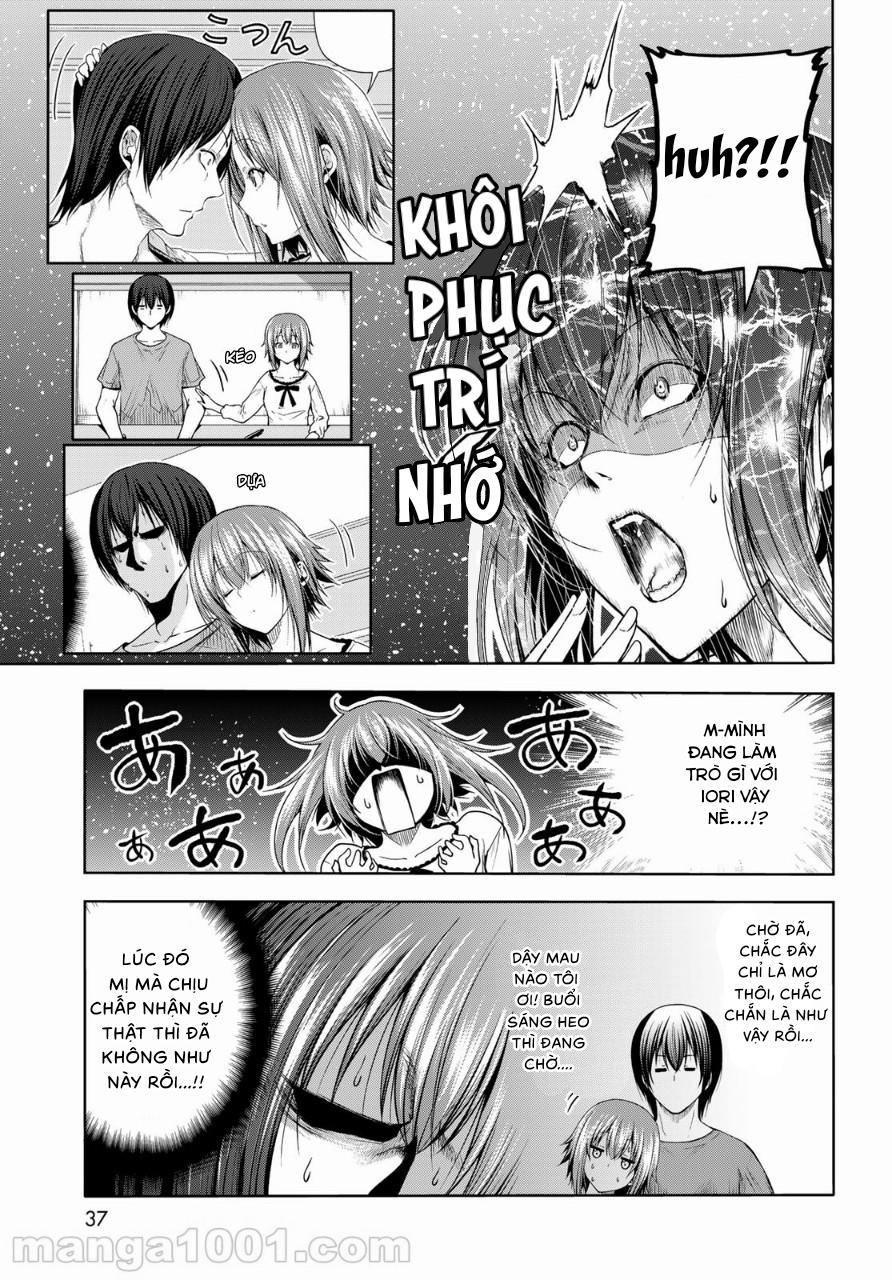 huh?!!
KHÔI
PHỤC
TRÍ
NHỚ
こつん
KÉO
DỰA
M-MÌNH
ĐANG LÀM
TRÒ GÌ VỚI
IORI VẬY
NÈ...!?
あ
あ
あ
あ
あ
あ
あ
CHỜ ĐÃ,
CHẮC ĐÂY
CHỈ LÀ MƠ
THÔI, CHẮC
CHẮN LÀ NHƯ
VẬY RỒI...
DẬY MAU
NÀO TÔI
ƠI! BUỔI
SÁNG HEO
THÌ ĐANG
CHỜ....
LÚC ĐÓ
MỊ MÀ CHỊU
CHẤP NHẬN SỰ
THẬT THÌ ĐÃ
KHÔNG NHƯ
NÀY RỒI...!!
37
manga1001.com